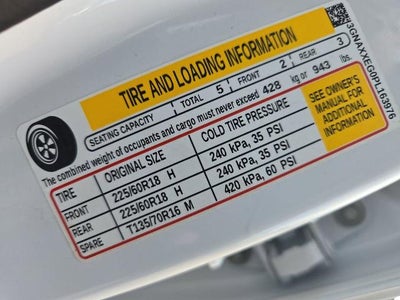 TIRE AND LOADING INFORMATION
SEATING CAPACITY TOTAL 5 FRONT 2 REAR 3
The combined weight of occupants and cargo must never exceed 428 kg or 943 lbs.
TIRE ORIGINAL SIZE COLD TIRE PRESSURE
FRONT 225/60R18 H 240 kPa, 35 PSI
REAR 225/60R18 H 240 kPa, 35 PSI
SPARE T135/70R16 M 420 kPa, 60 PSI
SEE OWNER'S
MANUAL FOR
ADDITIONAL
INFORMATION
3GNAXXEG0PL163976